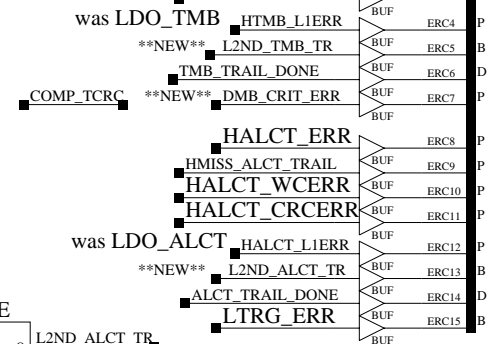 BUF
was LDO_TMB HTMB_L1ERR ERC4 P
BUF
**NEW** L2ND_TMB_TR ERC5 B
BUF
TMB_TRAIL_DONE ERC6 D
BUF
COMP_TCRC **NEW** DMB_CRIT_ERR ERC7 P
BUF
HALCT_ERR ERC8 P
BUF
HMISS_ALCT_TRAIL ERC9 P
BUF
HALCT_WCERR ERC10 P
BUF
HALCT_CRCERR ERC11 P
BUF
was LDO_ALCT HALCT_L1ERR ERC12 P
BUF
**NEW** L2ND_ALCT_TR ERC13 B
BUF
ALCT_TRAIL_DONE ERC14 D
BUF
E LTRG_ERR ERC15 B
BUF
L2ND_ALCT_TR